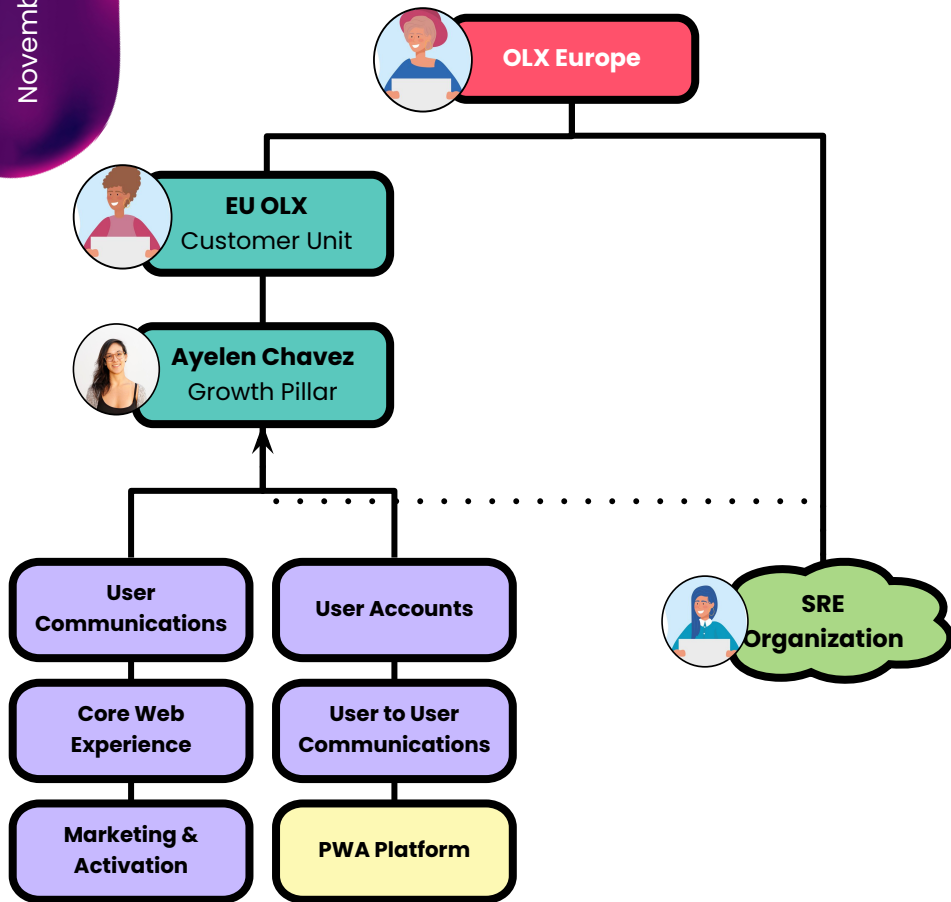 Novemb
OLX Europe
EU OLX
Customer Unit
Ayelen Chavez
Growth Pillar
User
Communications
User Accounts
SRE
Organization
Core Web
Experience
User to User
Communications
Marketing &
Activation
PWA Platform